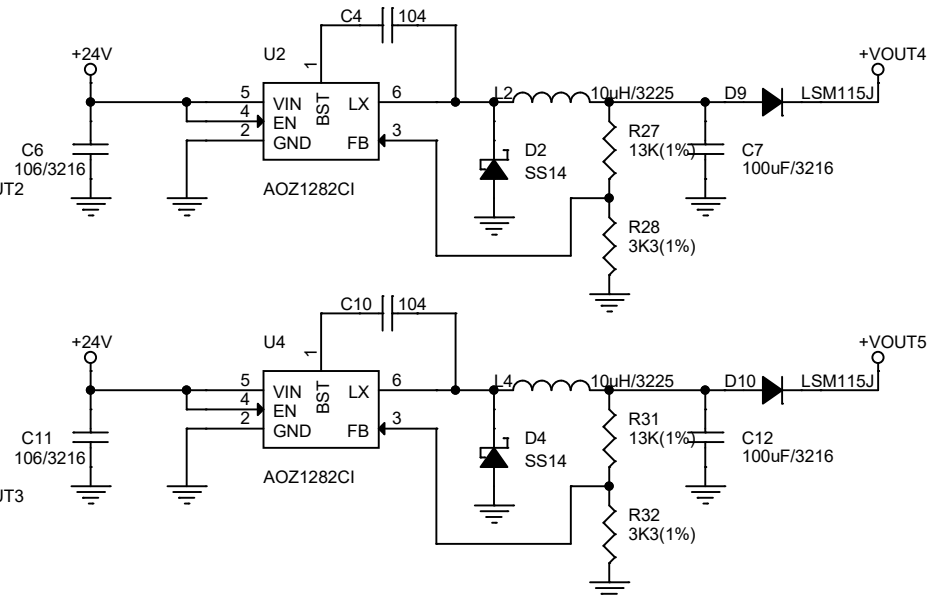 C4 104
+24V U2 +VOUT4
1
5 VIN BST LX 6 L2 10uH/3225 D9 LSM115J
4 EN
2 GND FB 3
R27
13K(1%)
C6
106/3216
D2
SS14
C7
100uF/3216
UT2
AOZ1282CI
R28
3K3(1%)
C10 104
+24V U4 +VOUT5
1
5 VIN BST LX 6 L4 10uH/3225 D10 LSM115J
4 EN
2 GND FB 3
R31
13K(1%)
C11
106/3216
D4
SS14
C12
100uF/3216
UT3
AOZ1282CI
R32
3K3(1%)